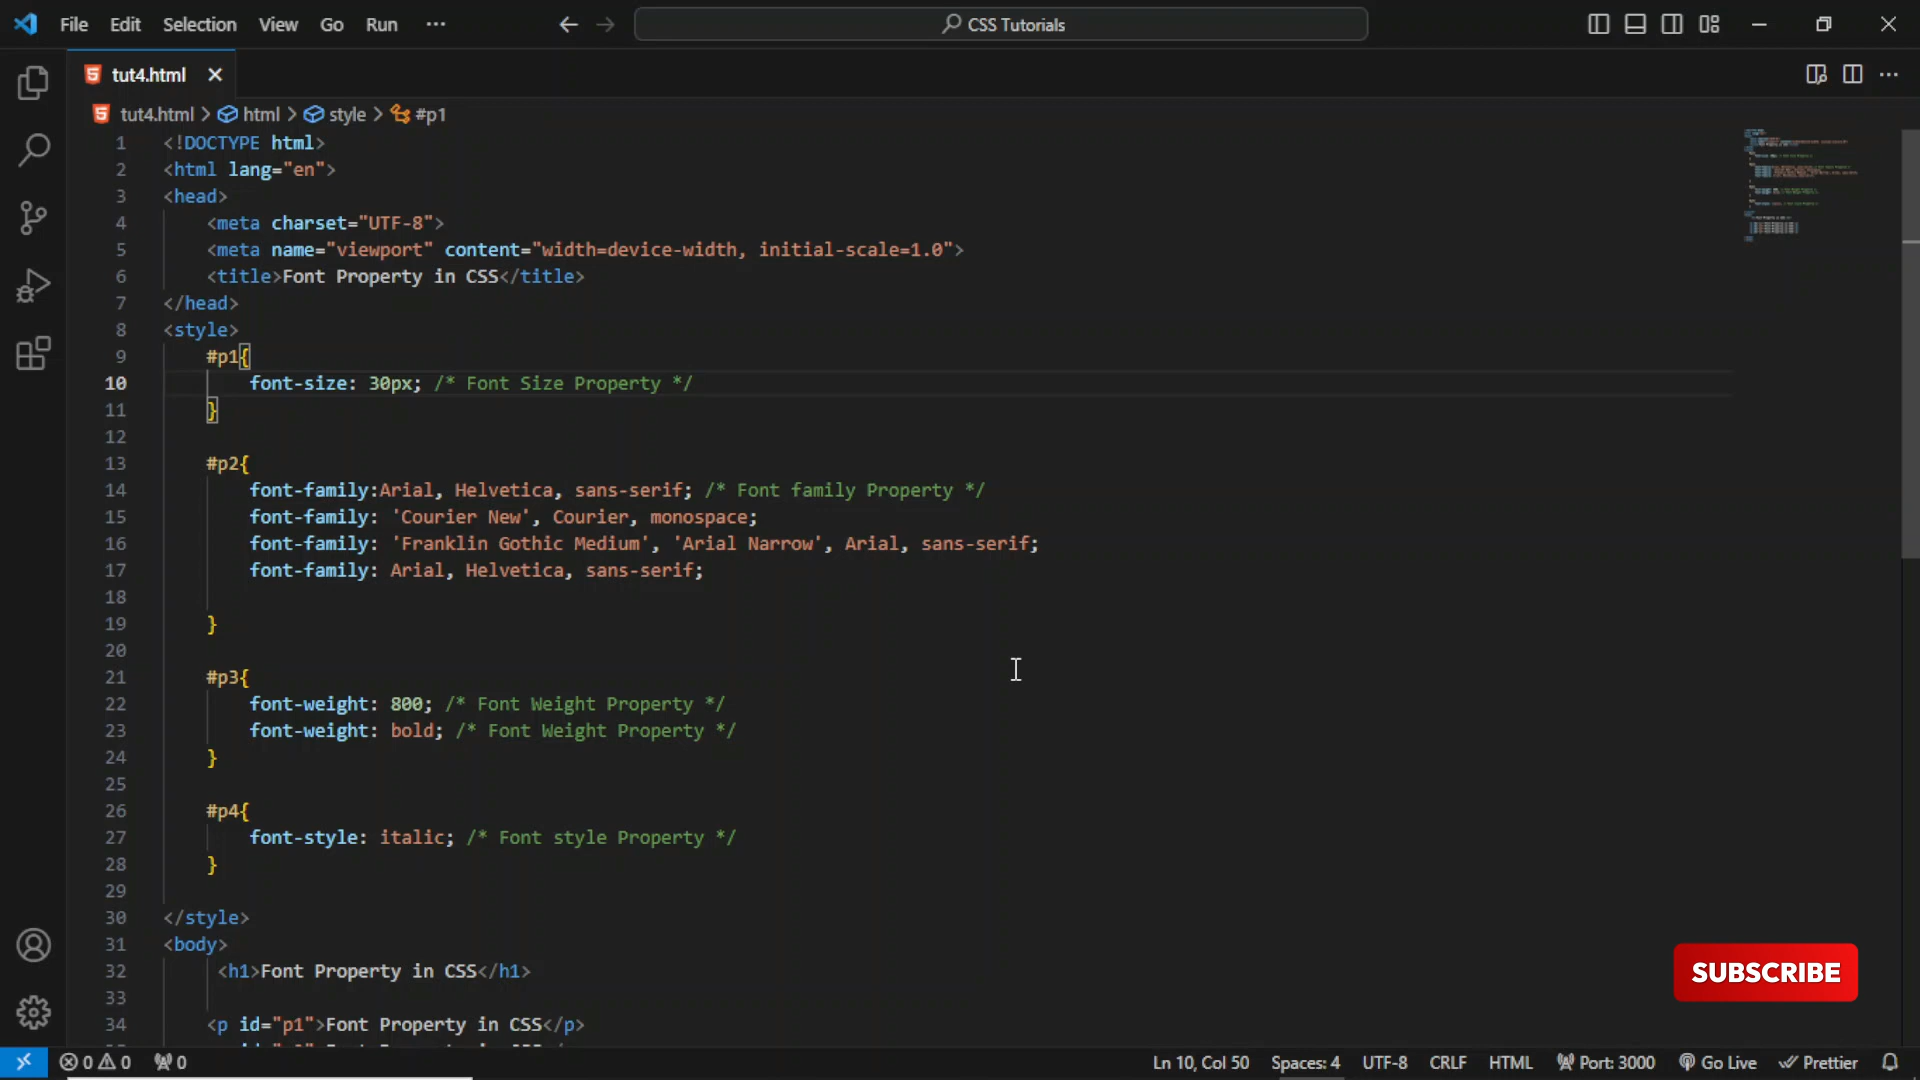 File Edit Selection View Go Run ··· CSS Tutorials
tut4.html
tut4.html > html > style > #p1
1 <!DOCTYPE html>
2 <html lang="en">
3 <head>
4 <meta charset="UTF-8">
5 <meta name="viewport" content="width=device-width, initial-scale=1.0">
6 <title>Font Property in CSS</title>
7 </head>
8 <style>
9 #p1{
10 font-size: 30px; /* Font Size Property */
11 }
12
13 #p2{
14 font-family:Arial, Helvetica, sans-serif; /* Font family Property */
15 font-family: 'Courier New', Courier, monospace;
16 font-family: 'Franklin Gothic Medium', 'Arial Narrow', Arial, sans-serif;
17 font-family: Arial, Helvetica, sans-serif;
18
19 }
20
21 #p3{
22 font-weight: 800; /* Font Weight Property */
23 font-weight: bold; /* Font Weight Property */
24 }
25
26 #p4{
27 font-style: italic; /* Font style Property */
28 }
29
30 </style>
31 <body>
32 <h1>Font Property in CSS</h1>
33
34 <p id="p1">Font Property in CSS</p>
SUBSCRIBE
0 0 0 Ln 10, Col 50 Spaces: 4 UTF-8 CRLF HTML Port: 3000 Go Live Prettier